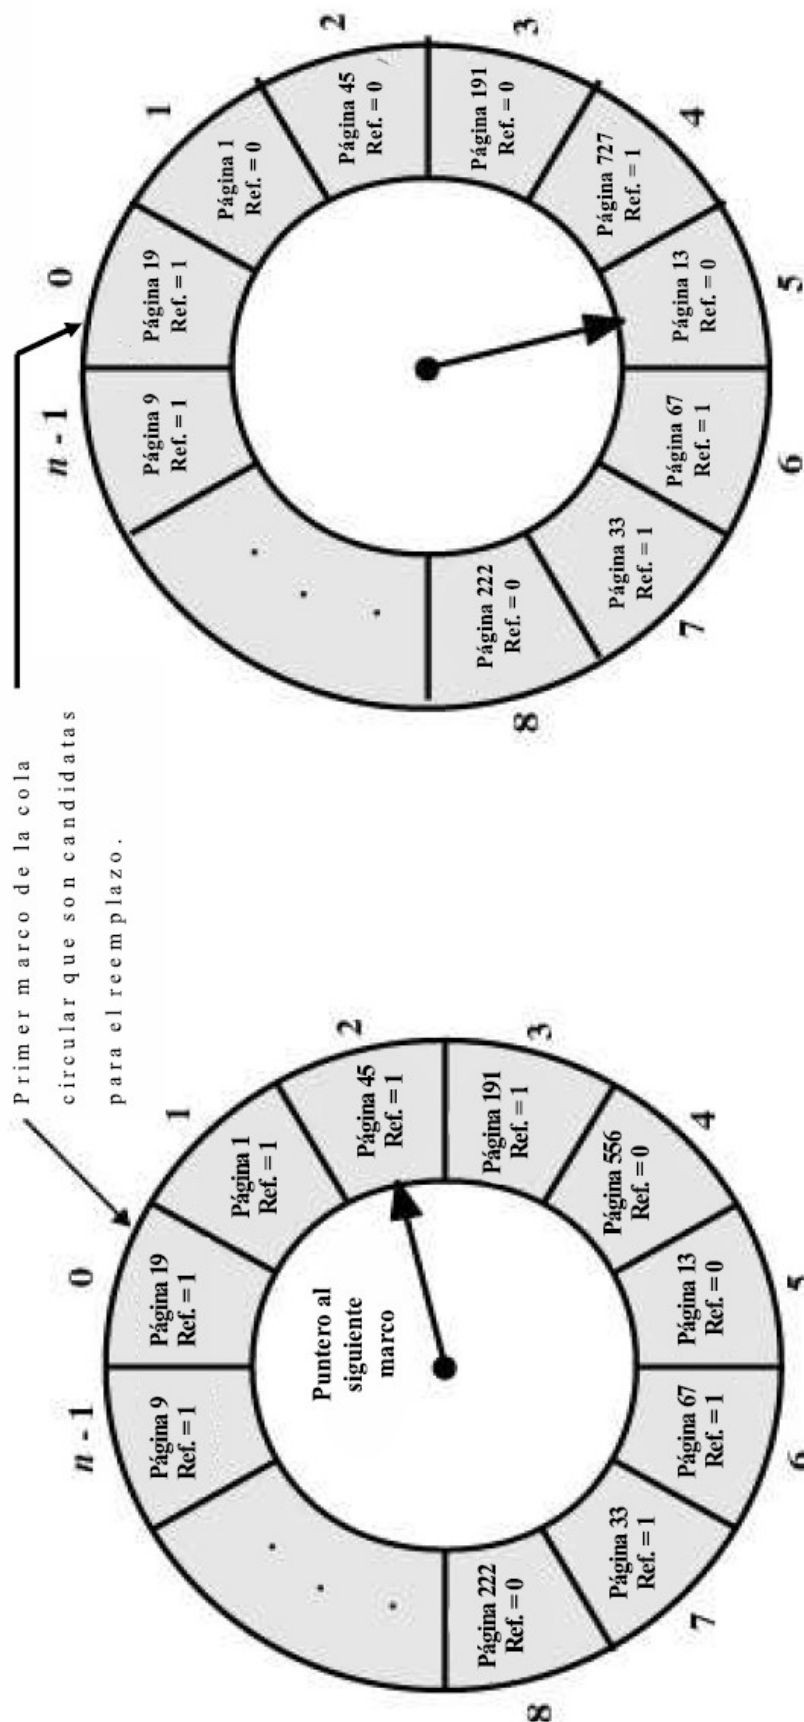 Primer marco de la cola
circular que son candidatas
para el reemplazo.
n - 1
0
1
2
3
4
5
6
7
8
Página 9
Ref. = 1
Página 19
Ref. = 1
Página 1
Ref. = 1
Página 45
Ref. = 1
Página 191
Ref. = 1
Página 556
Ref. = 0
Página 13
Ref. = 0
Página 67
Ref. = 1
Página 33
Ref. = 1
Página 222
Ref. = 0
Puntero al
siguiente
marco
n - 1
0
1
2
3
4
5
6
7
8
Página 9
Ref. = 1
Página 19
Ref. = 1
Página 1
Ref. = 0
Página 45
Ref. = 0
Página 191
Ref. = 0
Página 727
Ref. = 1
Página 13
Ref. = 0
Página 67
Ref. = 1
Página 33
Ref. = 1
Página 222
Ref. = 0